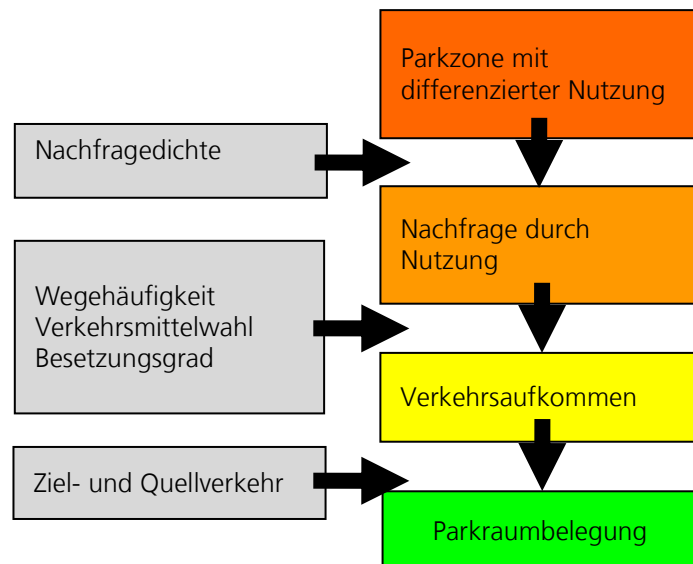 Parkzone mit
differenzierter Nutzung
Nachfragedichte
Nachfrage durch
Nutzung
Wegehäufigkeit
Verkehrsmittelwahl
Besetzungsgrad
Verkehrsaufkommen
Ziel- und Quellverkehr
Parkraumbelegung